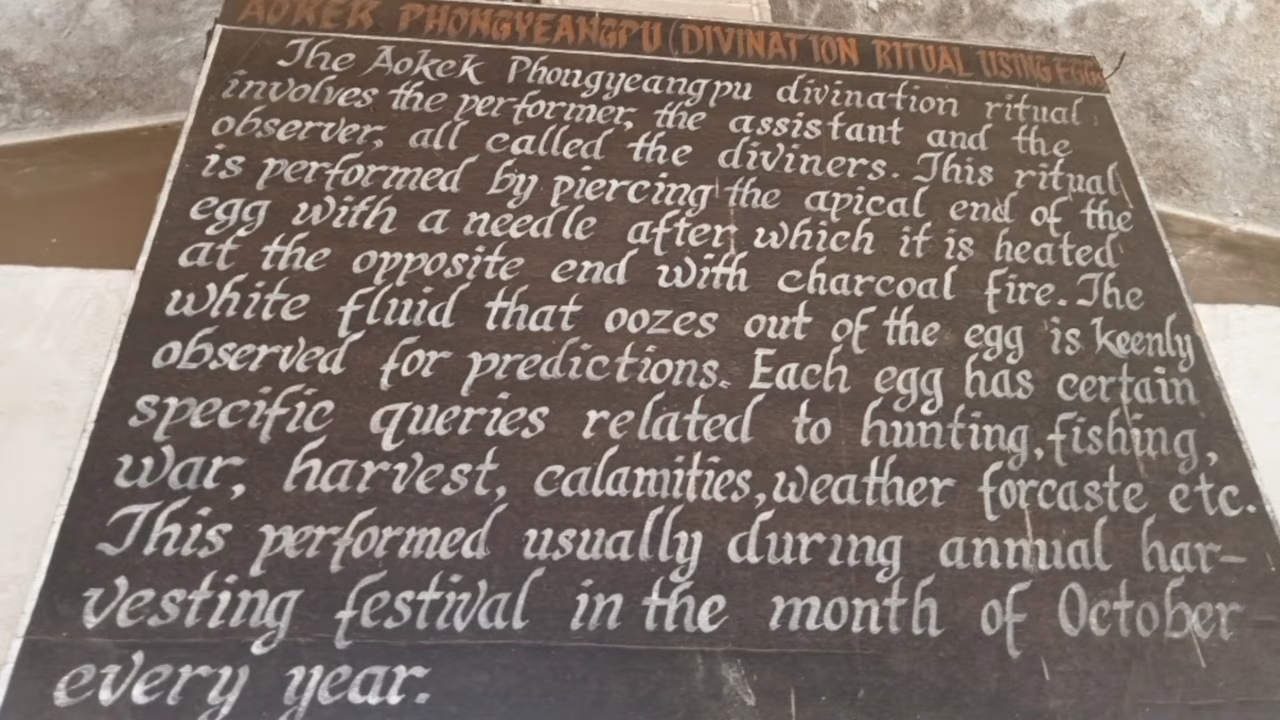 AOKEK PHONGYEANGPU (DIVINATION RITUAL USING EGG
The Aokek Phongyeangpu divination ritual
involves the performer, the assistant and the
observer, all called the diviners. This ritual
is performed by piercing the apical end of the
egg with a needle after which it is heated
at the opposite end with charcoal fire. The
white fluid that oozes out of the egg is keenly
observed for predictions. Each egg has certain
specific queries related to hunting, fishing,
war, harvest, calamities, weather forcaste etc.
This performed usually during annual har-
vesting festival in the month of October
every year.